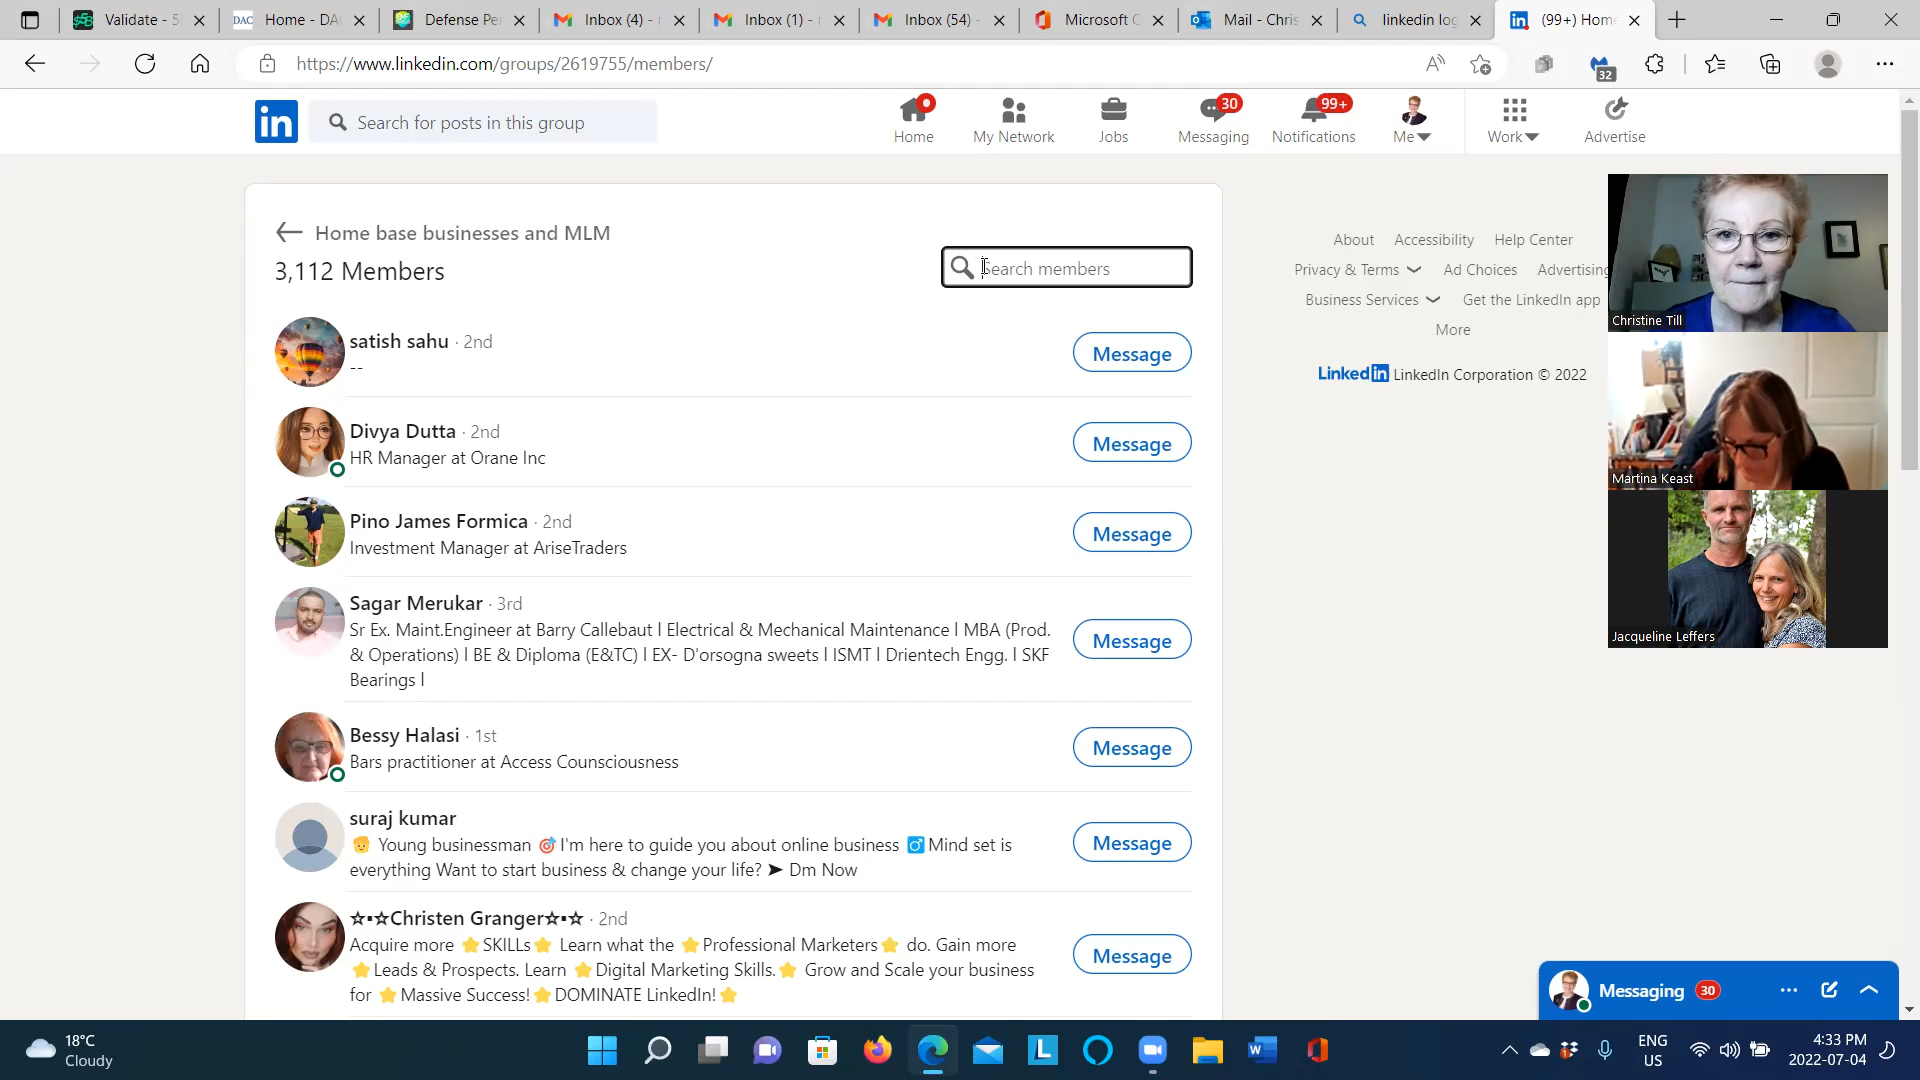 Validate - 5
Home - DA
Defense Pe
Inbox (4) -
Inbox (1) -
Inbox (54) -
Microsoft
Mail - Chris
linkedin log
(99+) Home
https://www.linkedin.com/groups/2619755/members/
32
in
Search for posts in this group
Home
My Network
Jobs
30
Messaging
99+
Notifications
Me
Work
Advertise
Home base businesses and MLM
3,112 Members
Search members
satish sahu · 2nd
--
Message
Divya Dutta · 2nd
HR Manager at Orane Inc
Message
Pino James Formica · 2nd
Investment Manager at AriseTraders
Message
Sagar Merukar · 3rd
Sr Ex. Maint.Engineer at Barry Callebaut l Electrical & Mechanical Maintenance l MBA (Prod.
& Operations) l BE & Diploma (E&TC) l EX- D'orsogna sweets l ISMT l Drientech Engg. l SKF
Bearings l
Message
Bessy Halasi · 1st
Bars practitioner at Access Counsciousness
Message
suraj kumar
👨 Young businessman 🎯I'm here to guide you about online business ♂️Mind set is
everything Want to start business & change your life? ➤ Dm Now
Message
☆▪☆Christen Granger☆▪☆ · 2nd
Acquire more ⭐SKILLs⭐ Learn what the ⭐Professional Marketers⭐ do. Gain more
⭐Leads & Prospects. Learn ⭐Digital Marketing Skills.⭐ Grow and Scale your business
for ⭐Massive Success!⭐DOMINATE LinkedIn!⭐
Message
About Accessibility Help Center
Privacy & Terms Ad Choices Advertising
Business Services Get the LinkedIn app
More
LinkedIn LinkedIn Corporation © 2022
Christine Till
Martina Keast
Jacqueline Leffers
Messaging 30
18°C
Cloudy
ENG
US
4:33 PM
2022-07-04